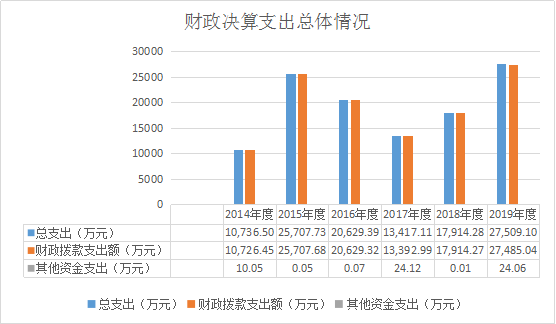 财政决算支出总体情况
30000
25000
20000
15000
10000
5000
0
2014年度 2015年度 2016年度 2017年度 2018年度 2019年度
总支出（万元） 10,736.50 25,707.73 20,629.39 13,417.11 17,914.28 27,509.10
财政拨款支出额（万元） 10,726.45 25,707.68 20,629.32 13,392.99 17,914.27 27,485.04
其他资金支出（万元） 10.05 0.05 0.07 24.12 0.01 24.06
总支出（万元） 财政拨款支出额（万元） 其他资金支出（万元）